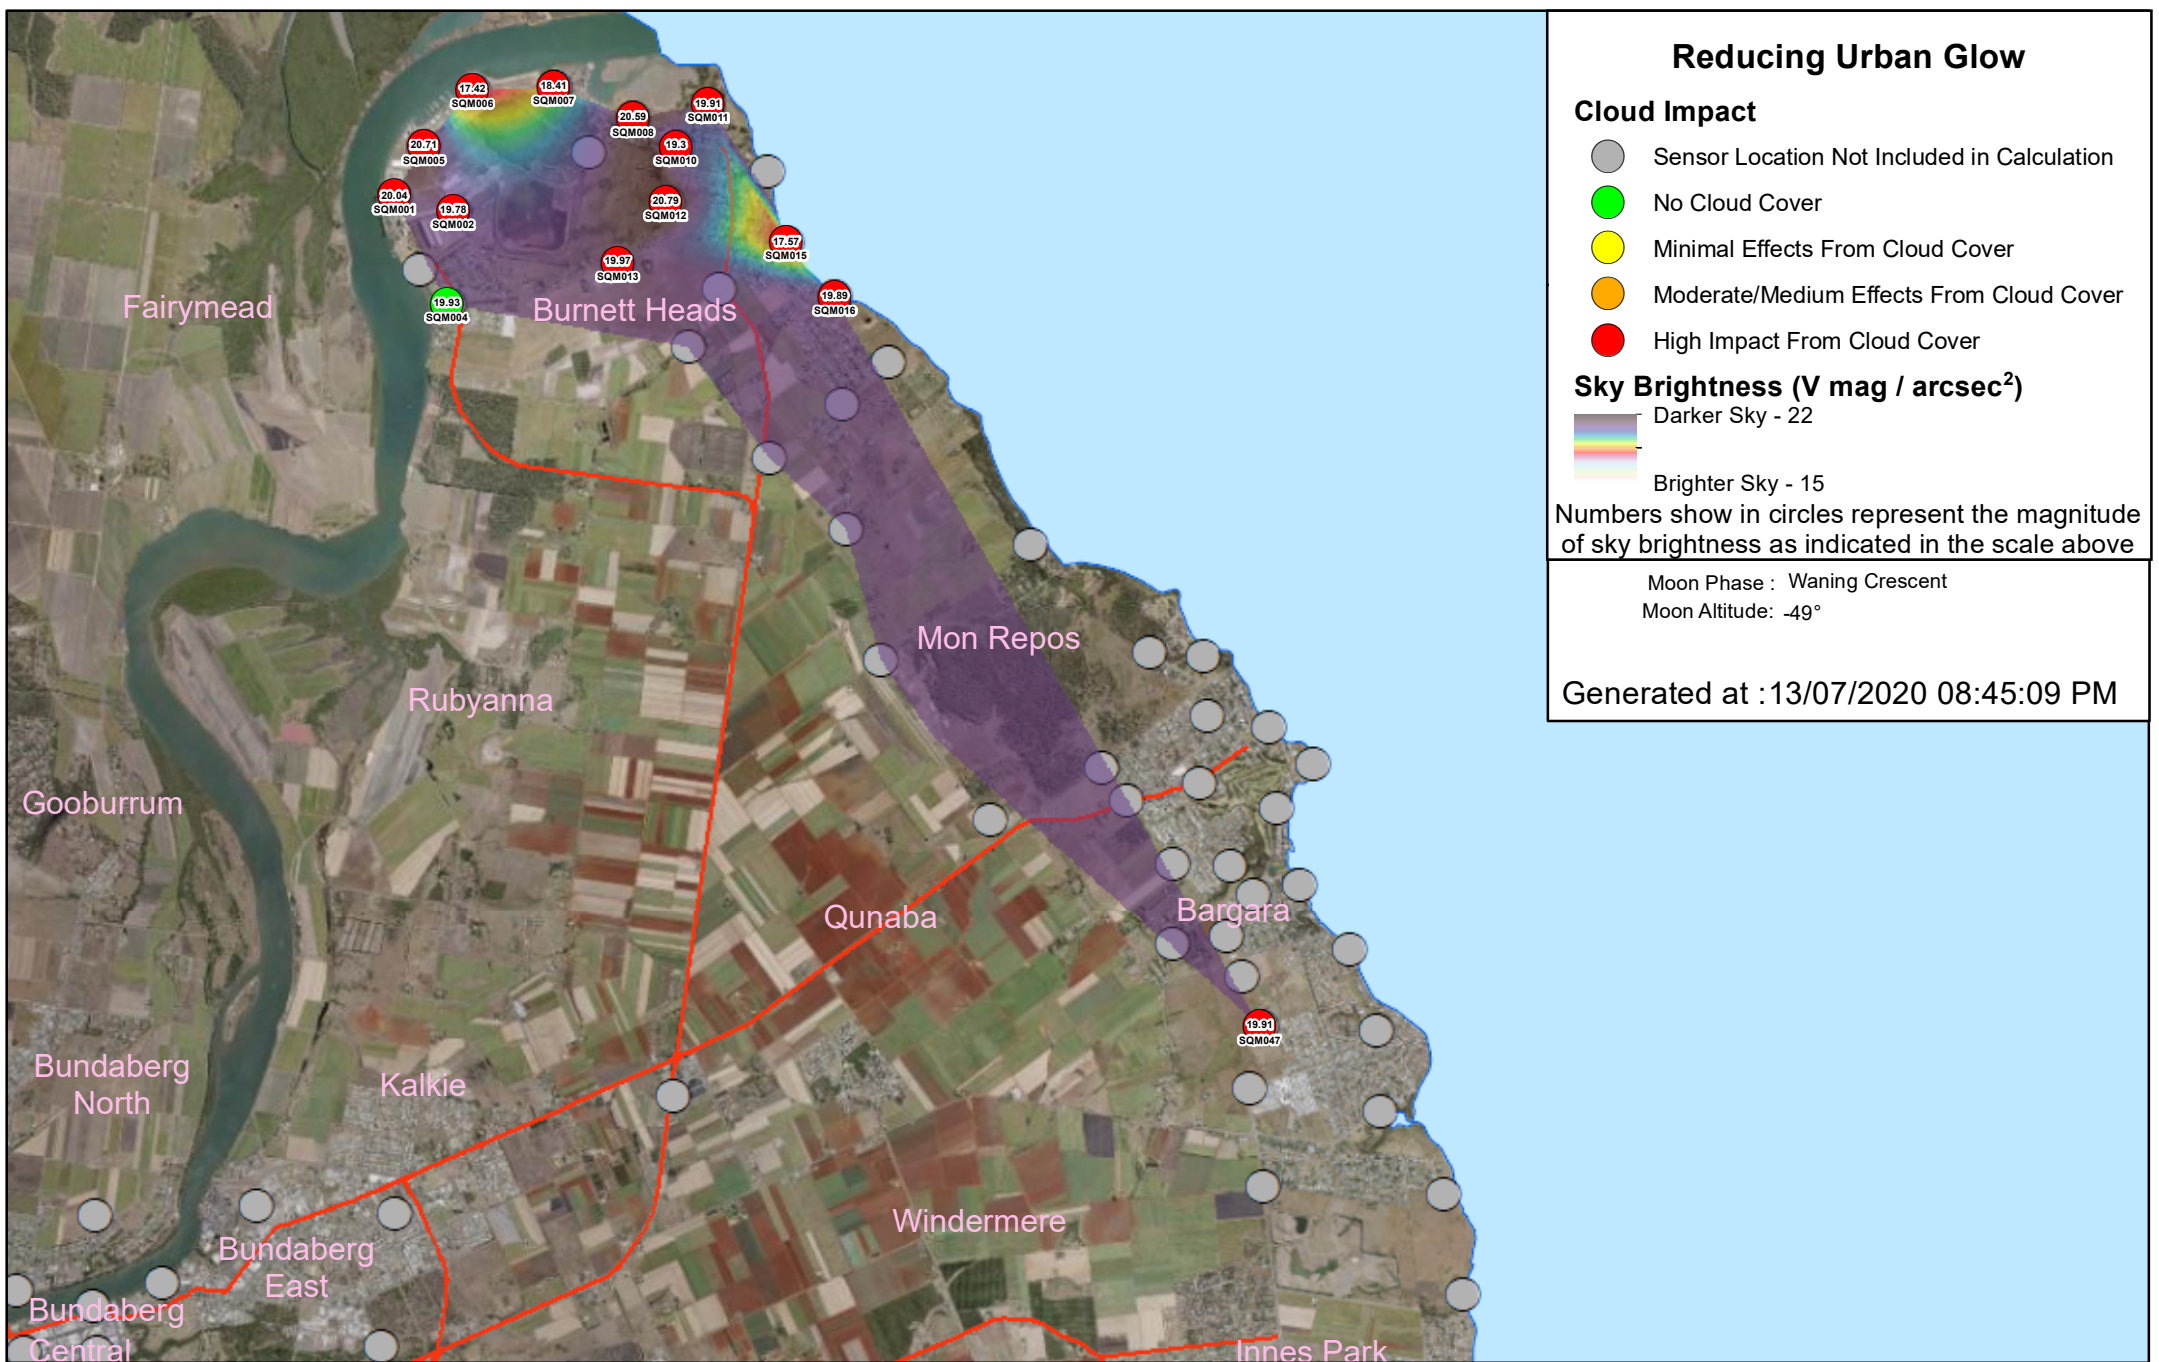 Reducing Urban Glow
Cloud Impact
Sensor Location Not Included in Calculation
No Cloud Cover
Minimal Effects From Cloud Cover
Moderate/Medium Effects From Cloud Cover
High Impact From Cloud Cover
Sky Brightness (V mag / arcsec²)
Darker Sky - 22
Brighter Sky - 15
Numbers show in circles represent the magnitude
of sky brightness as indicated in the scale above
Moon Phase : Waning Crescent
Moon Altitude: -49°
Generated at :13/07/2020 08:45:09 PM
17.42
SQM006
18.41
SQM007
20.59
SQM008
19.91
SQM011
20.71
SQM005
19.3
SQM010
20.04
SQM001
19.78
SQM002
20.79
SQM012
17.57
SQM015
19.97
SQM013
19.93
SQM004
19.89
SQM016
Fairymead
Burnett Heads
Mon Repos
Rubyanna
Gooburrum
Qunaba
Bargara
19.91
SQM047
Bundaberg
North
Kalkie
Windermere
Bundaberg
East
Bundaberg
Central
Innes Park